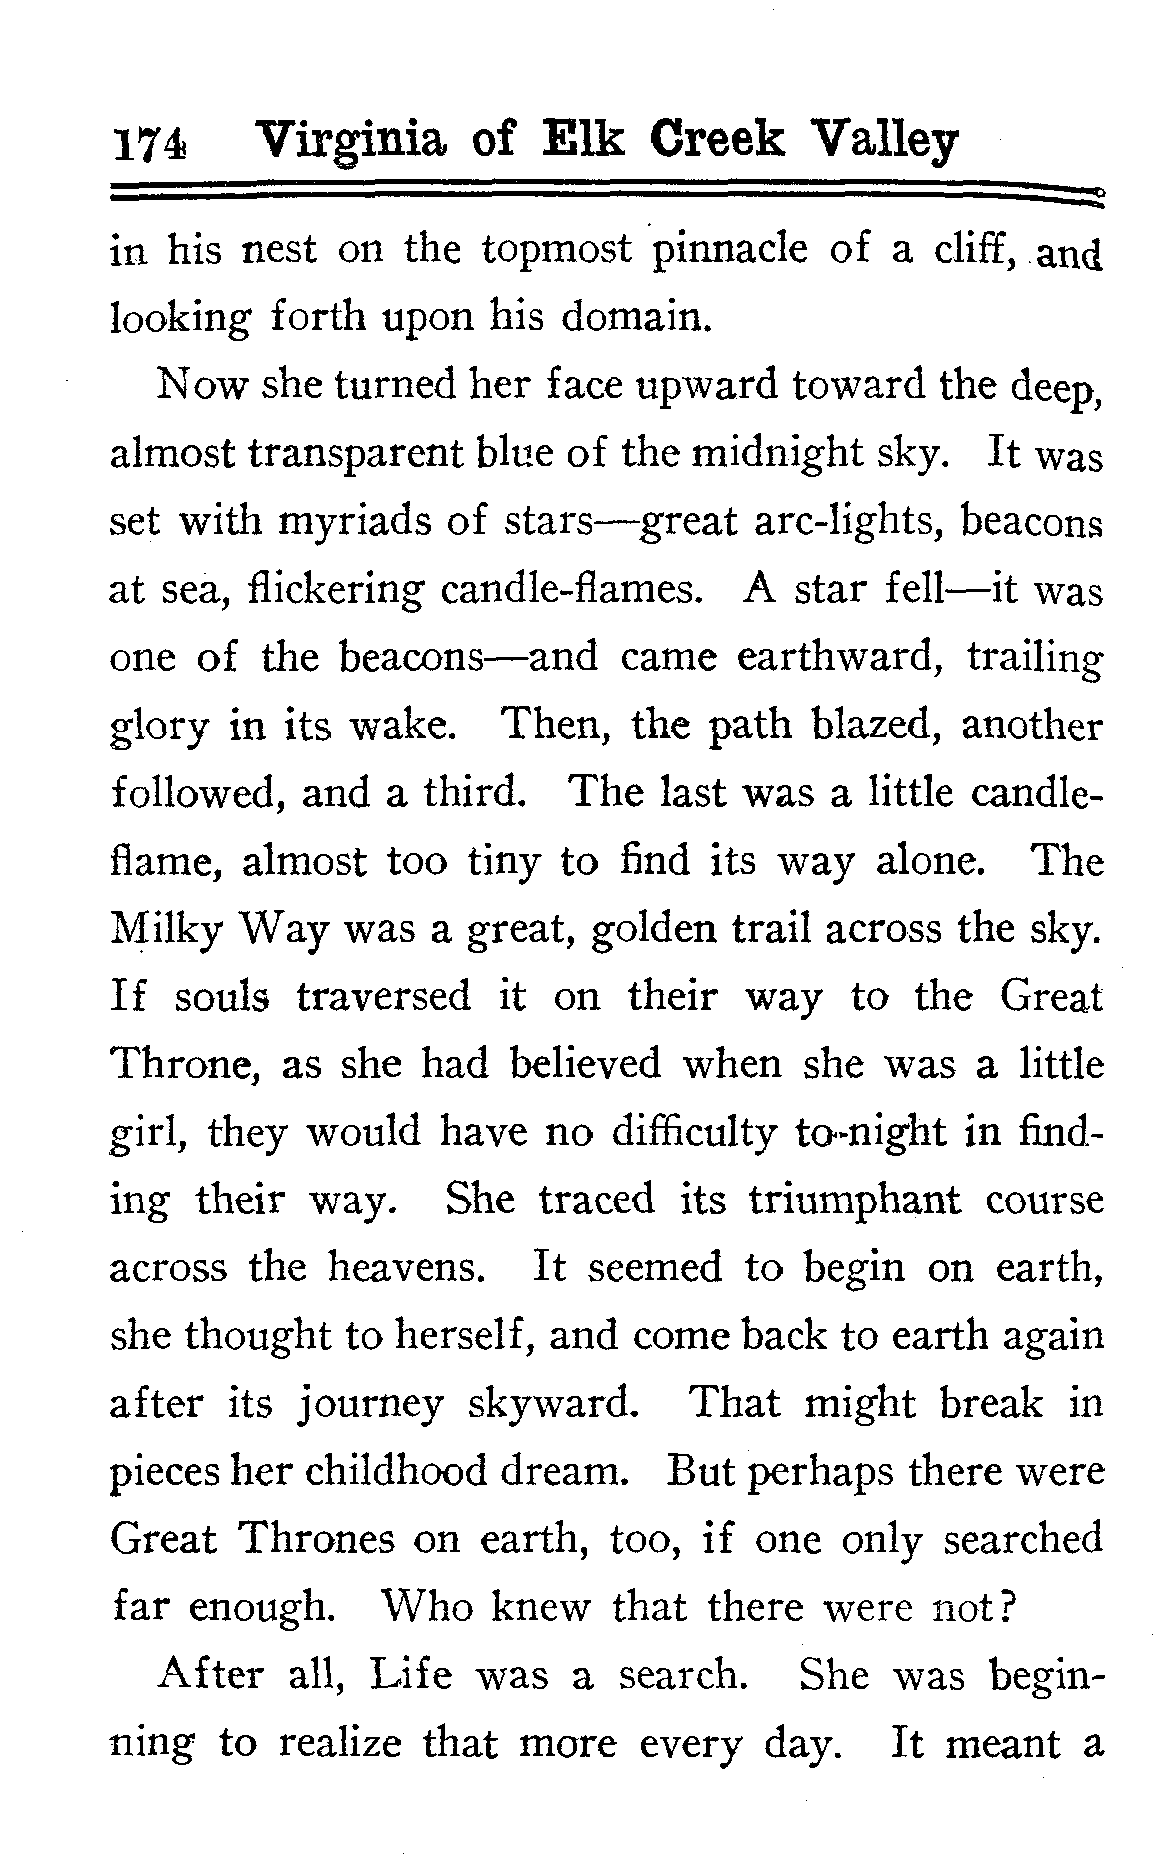 174 Virginia of Elk Creek Valley
in his nest on the topmost pinnacle of a cliff, and
looking forth upon his domain.
Now she turned her face upward toward the deep,
almost transparent blue of the midnight sky. It was
set with myriads of stars—great arc-lights, beacons
at sea, flickering candle-flames. A star fell—it was
one of the beacons—and came earthward, trailing
glory in its wake. Then, the path blazed, another
followed, and a third. The last was a little candle-
flame, almost too tiny to find its way alone. The
Milky Way was a great, golden trail across the sky.
If souls traversed it on their way to the Great
Throne, as she had believed when she was a little
girl, they would have no difficulty to-night in find-
ing their way. She traced its triumphant course
across the heavens. It seemed to begin on earth,
she thought to herself, and come back to earth again
after its journey skyward. That might break in
pieces her childhood dream. But perhaps there were
Great Thrones on earth, too, if one only searched
far enough. Who knew that there were not?
After all, Life was a search. She was begin-
ning to realize that more every day. It meant a